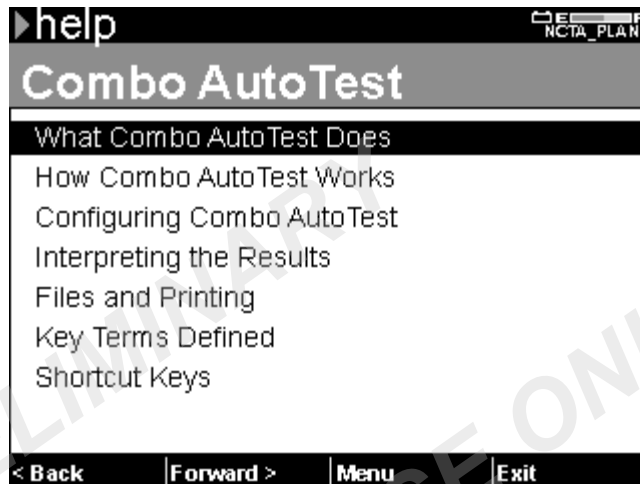 help
E F
NCTA_PLAN
Combo AutoTest
What Combo AutoTest Does
How Combo AutoTest Works
Configuring Combo AutoTest
Interpreting the Results
Files and Printing
Key Terms Defined
Shortcut Keys
< Back Forward > Menu Exit